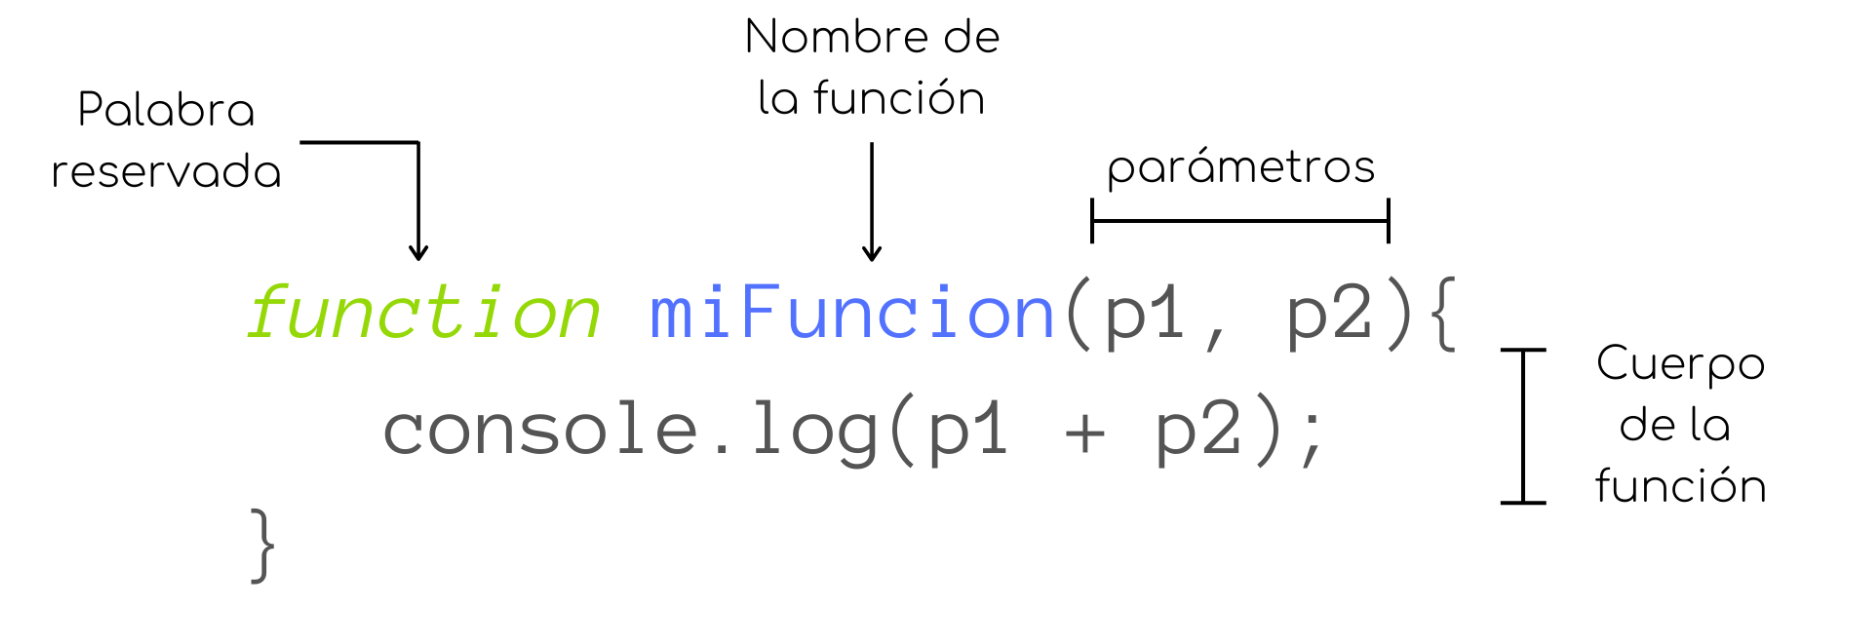 Nombre de
la función
Palabra
reservada
parámetros
function miFuncion(p1, p2){
console.log(p1 + p2);
}
Cuerpo
de la
función